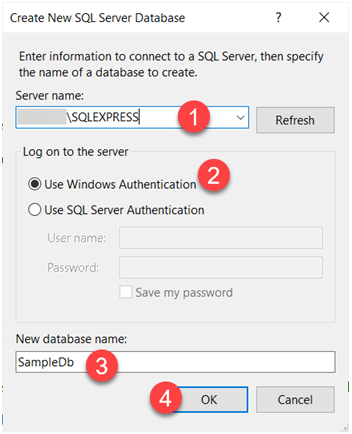 Create New SQL Server Database ? ×
Enter information to connect to a SQL Server, then specify
the name of a database to create.
Server name:
\SQLEXPRESS 1 Refresh
Log on to the server
Use Windows Authentication 2
Use SQL Server Authentication
User name:
Password:
Save my password
New database name:
SampleDb 3
4 OK Cancel